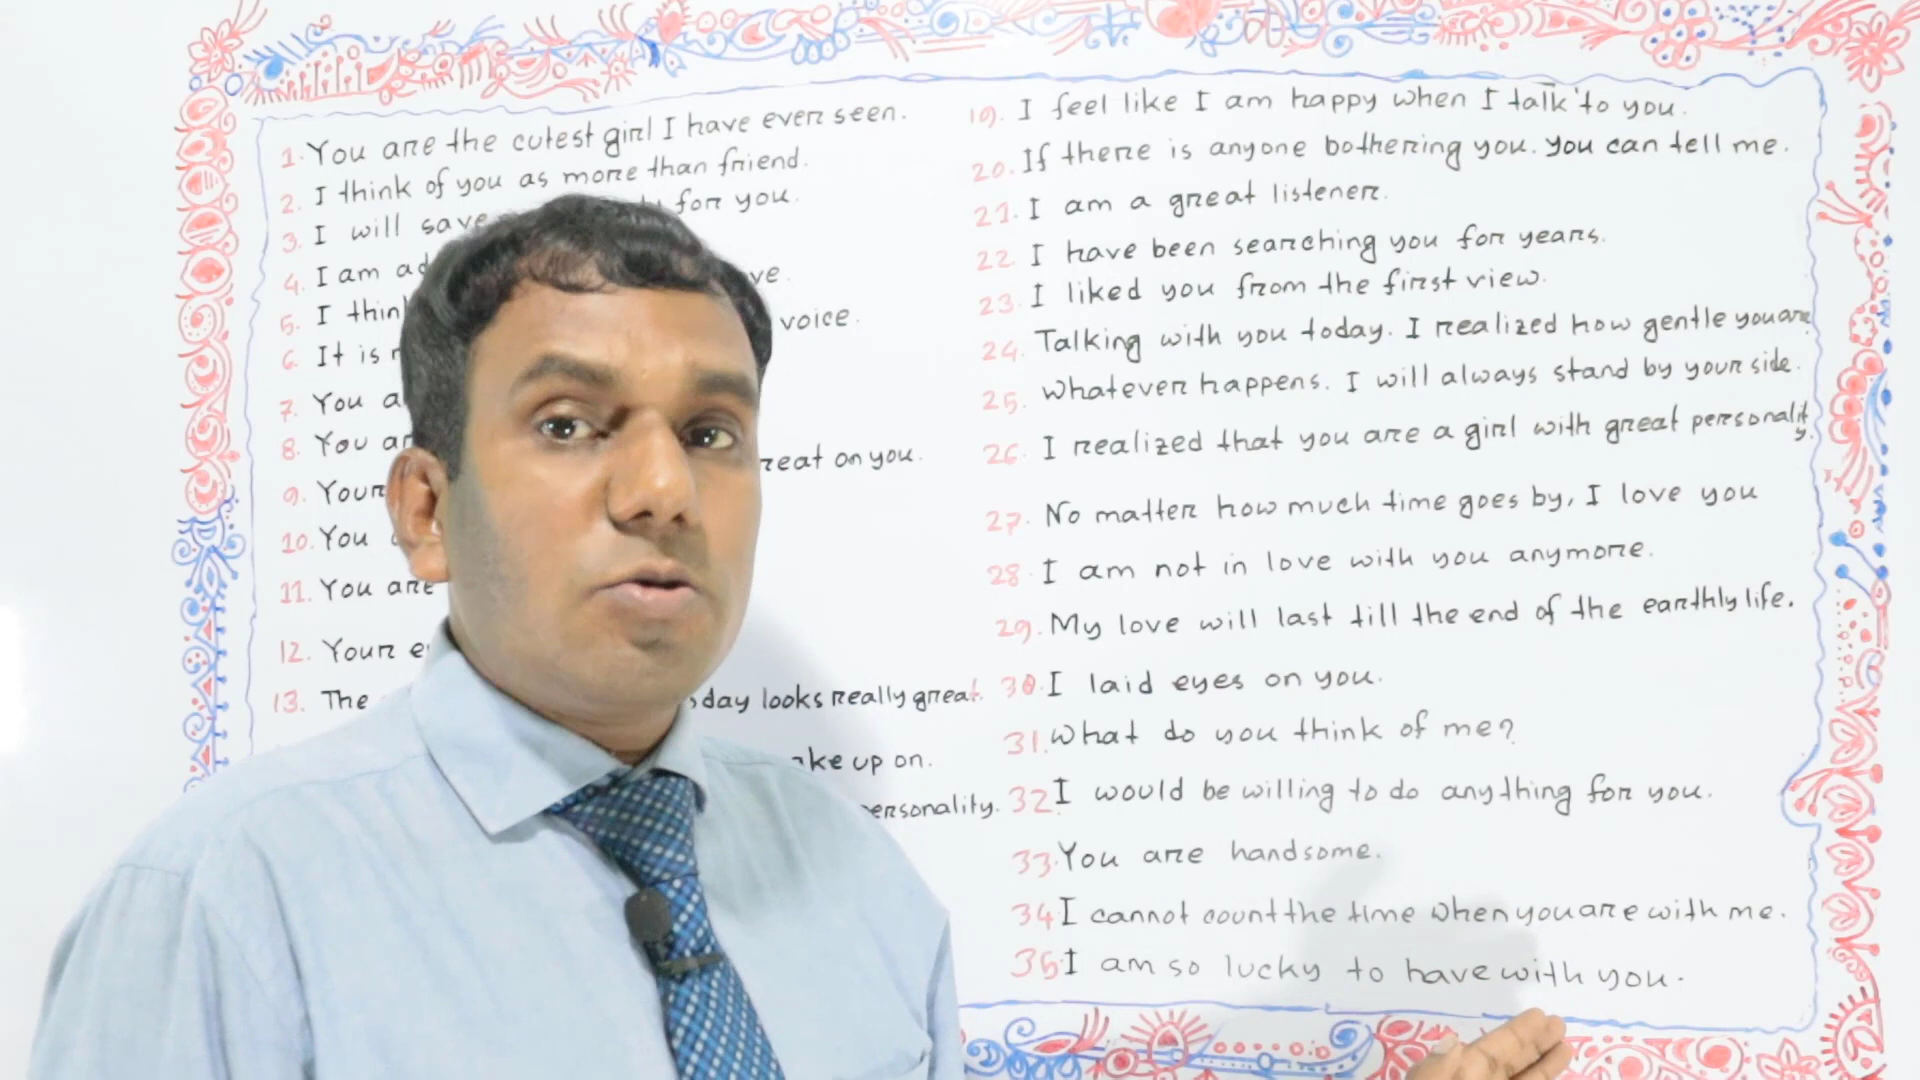 1. You are the cutest girl I have ever seen.
2. I think of you as more than friend.
3. I will save for you.
4. I am
5. I voice.
6. It is
7. You
8. You reat on you.
9. Your
10. You
11. You are
12. Your
13. The day looks really great.
ke up on.
ersonality.
19. I feel like I am happy when I talk to you.
20. If there is anyone bothering you. You can tell me.
21. I am a great listener.
22. I have been searching you for years.
23. I liked you from the first view.
24. Talking with you today. I realized how gentle you are.
25. Whatever happens. I will always stand by your side.
26. I realized that you are a girl with great personality.
27. No matter how much time goes by, I love you
28. I am not in love with you anymore.
29. My love will last till the end of the earthly life.
30. I laid eyes on you.
31. What do you think of me?
32. I would be willing to do anything for you.
33. You are handsome.
34 I cannot count the time when you are with me.
35 I am so lucky to have with you.